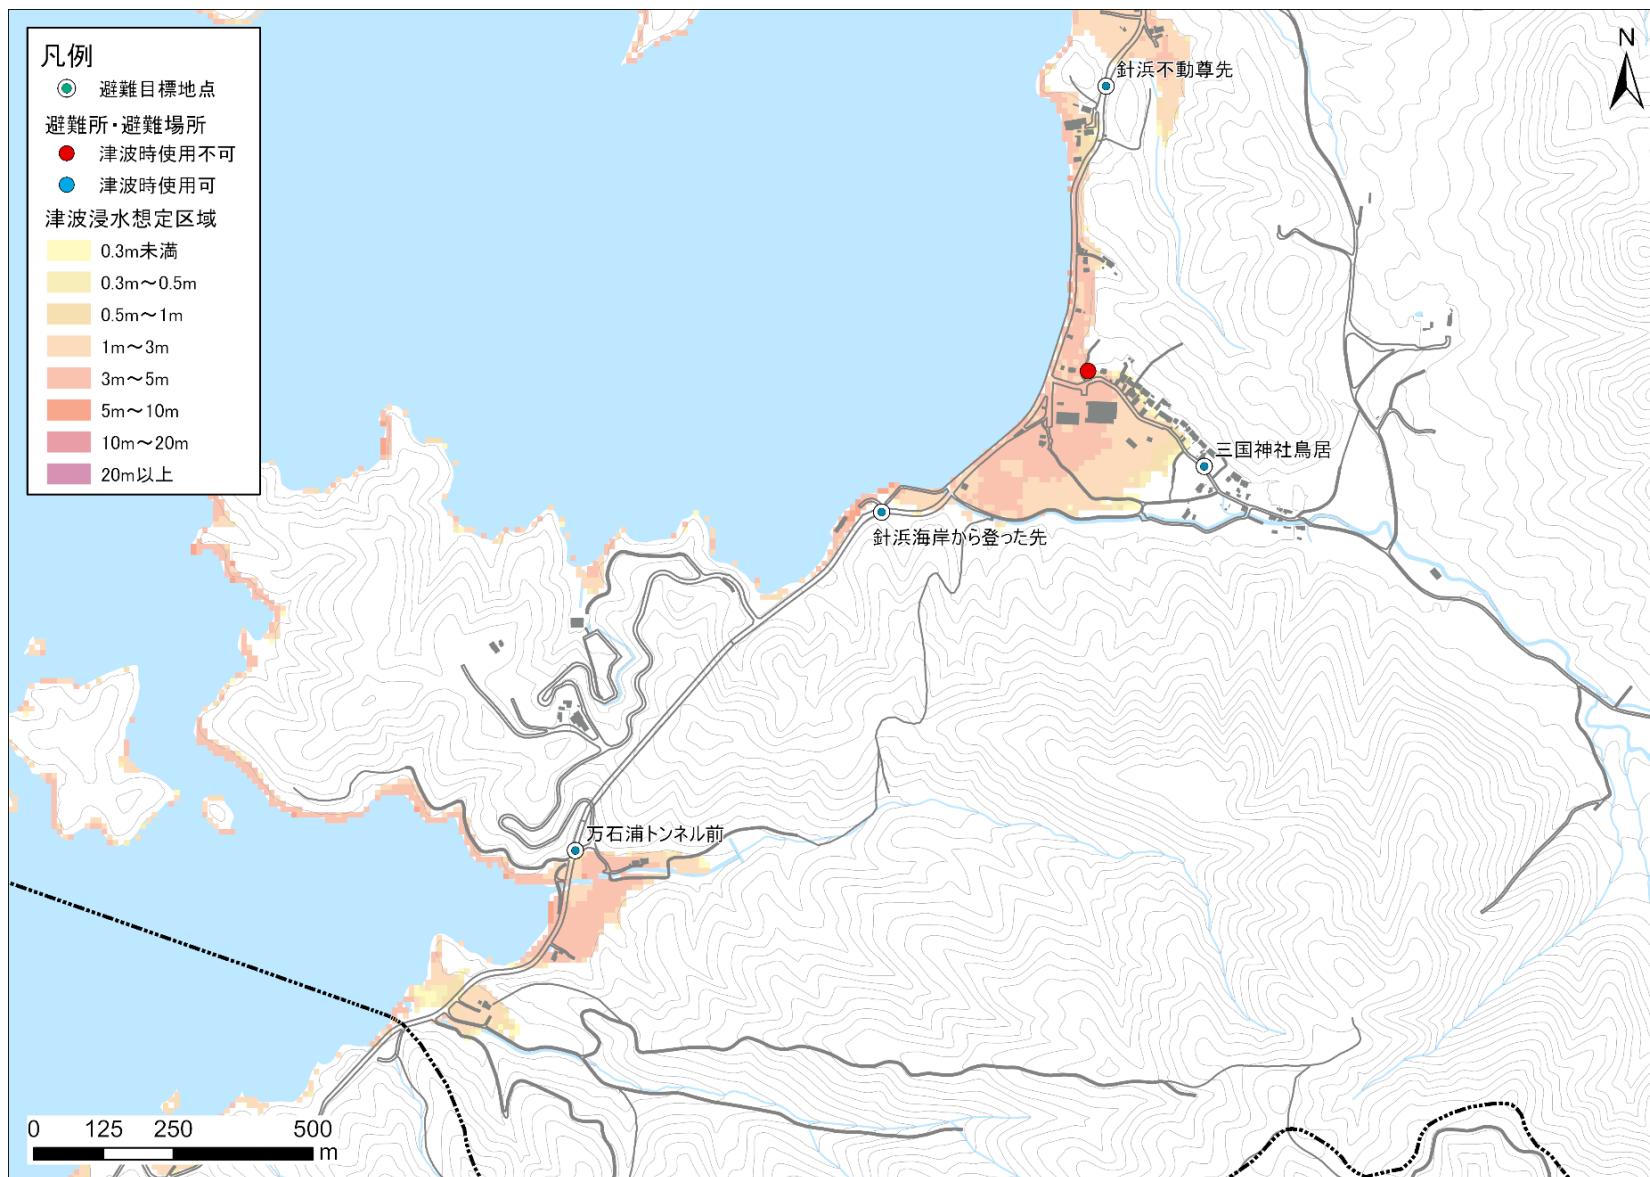 凡例
避難目標地点
避難所・避難場所
津波時使用不可
津波時使用可
津波浸水想定区域
0.3m未満
0.3m～0.5m
0.5m～1m
1m～3m
3m～5m
5m～10m
10m～20m
20m以上
N
針浜不動尊先
三国神社鳥居
針浜海岸から登った先
万石浦トンネル前
0 125 250 500
m